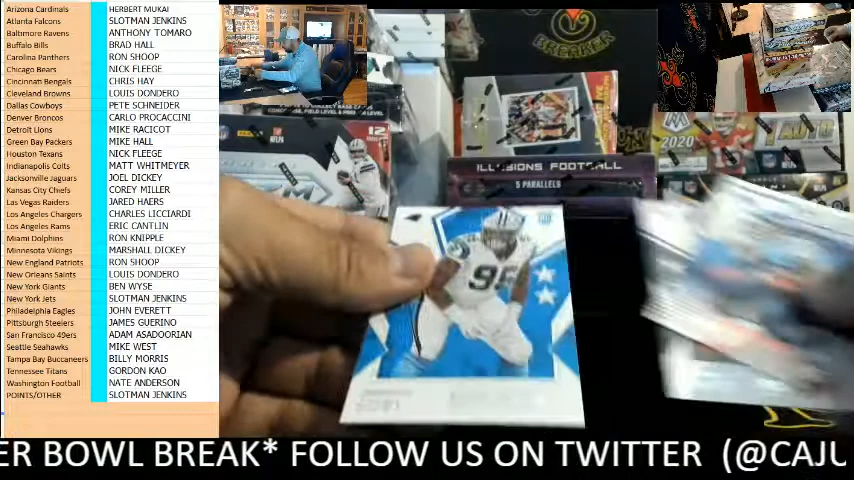 Arizona Cardinals HERBERT MUKAI
Atlanta Falcons SLOTMAN JENKINS
Baltimore Ravens ANTHONY TOMARO
Buffalo Bills BRAD HALL
Carolina Panthers RON SHOOP
Chicago Bears NICK FLEEGE
Cincinnati Bengals CHRIS HAY
Cleveland Browns LOUIS DONDERO
Dallas Cowboys PETE SCHNEIDER
Denver Broncos CARLO PROCACCINI
Detroit Lions MIKE RACICOT
Green Bay Packers MIKE HALL
Houston Texans NICK FLEEGE
Indianapolis Colts MATT WHITMEYER
Jacksonville Jaguars JOEL DICKEY
Kansas City Chiefs COREY MILLER
Las Vegas Raiders JARED HAERS
Los Angeles Chargers CHARLES LICCIARDI
Los Angeles Rams ERIC CANTLIN
Miami Dolphins RON KNIPPLE
Minnesota Vikings MARSHALL DICKEY
New England Patriots RON SHOOP
New Orleans Saints LOUIS DONDERO
New York Giants BEN WYSE
New York Jets SLOTMAN JENKINS
Philadelphia Eagles JOHN EVERETT
Pittsburgh Steelers JAMES GUERINO
San Francisco 49ers ADAM ASADOORIAN
Seattle Seahawks MIKE WEST
Tampa Bay Buccaneers BILLY MORRIS
Tennessee Titans GORDON KAO
Washington Football NATE ANDERSON
POINTS/OTHER SLOTMAN JENKINS
BREAKER
ILLUSIONS FOOTBALL
5 PARALLELS
2020
1 AUTO
12
95
ER BOWL BREAK* FOLLOW US ON TWITTER (@CAJU